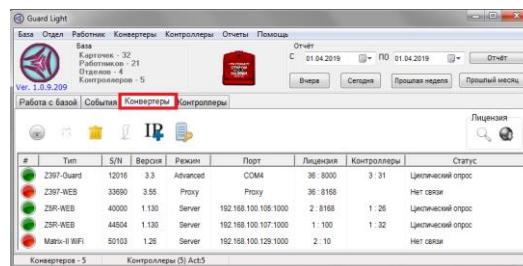 Guard Light
База Отдел Работник Конвертеры Контроллеры Отчеты Помощь
База
Карточек - 32
Работников - 21
Отделов - 4
Контроллеров - 5
Ver. 1.0.9.209
Отчёт
С 01.04.2019 ПО 01.04.2019 Отчёт
Вчера Сегодня Прошлая неделя Прошлый месяц
Работа с базой События Конвертеры Контроллеры
IP
Лицензия
# Тип S/N Версия Режим Порт Лицензия Контроллеры Статус
Z397-Guard 12016 3.3 Advanced COM4 36 : 8000 3 : 31 Циклический опрос
Z397-WEB 33690 3.55 Proxy Proxy 36 : 8168 Нет связи
Z5R-WEB 40000 1.130 Server 192.168.100.105:1000 2 : 8168 1 : 26 Циклический опрос
Z5R-WEB 44504 1.130 Server 192.168.100.107:1000 1 : 100 1 : 32 Циклический опрос
Matrix-II WiFi 50103 1.26 Server 192.168.100.129:1000 2 : 10 Нет связи
Конвертеров - 5 Контроллеры (5) Act:5